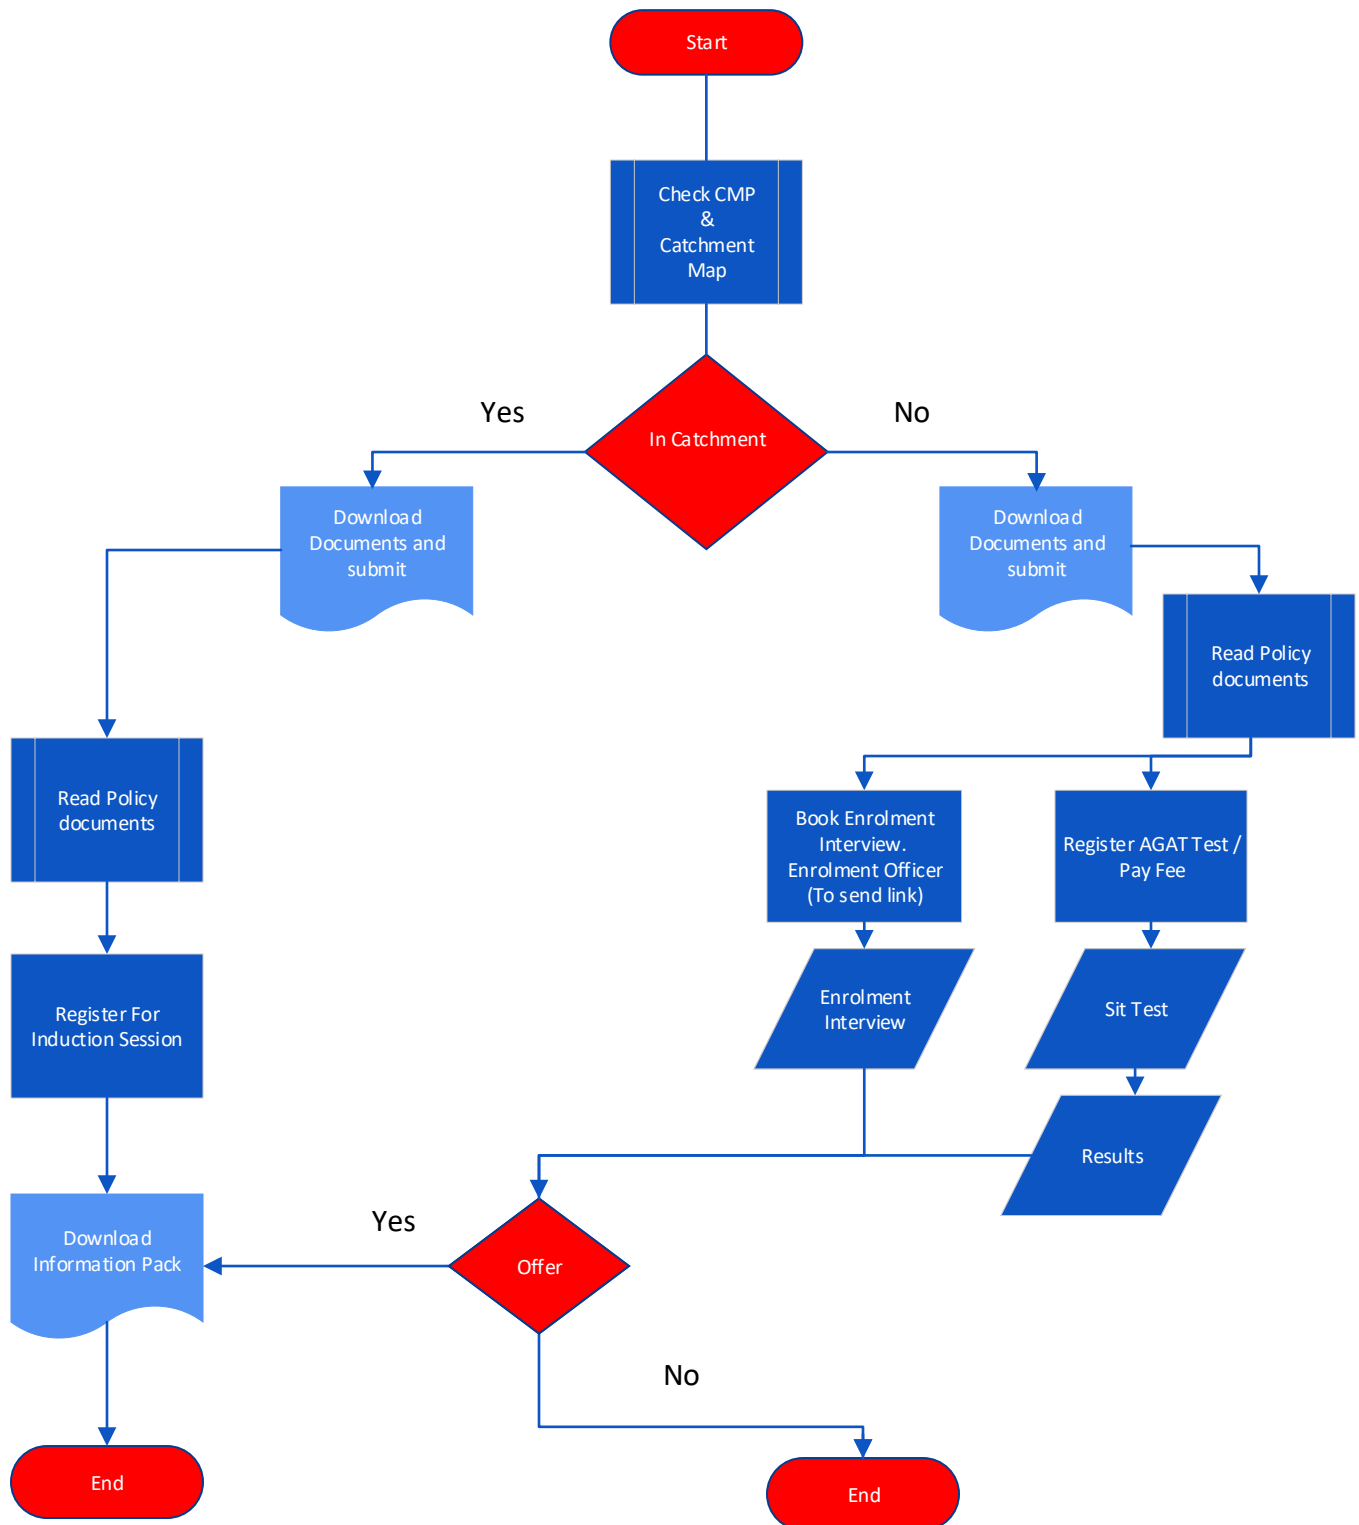 Start
Check CMP
&
Catchment
Map
Yes
No
In Catchment
Download
Documents and
submit
Download
Documents and
submit
Read Policy
documents
Read Policy
documents
Book Enrolment
Interview.
Enrolment Officer
(To send link)
Register AGAT Test /
Pay Fee
Register For
Induction Session
Enrolment
Interview
Sit Test
Results
Yes
Download
Information Pack
Offer
No
End
End